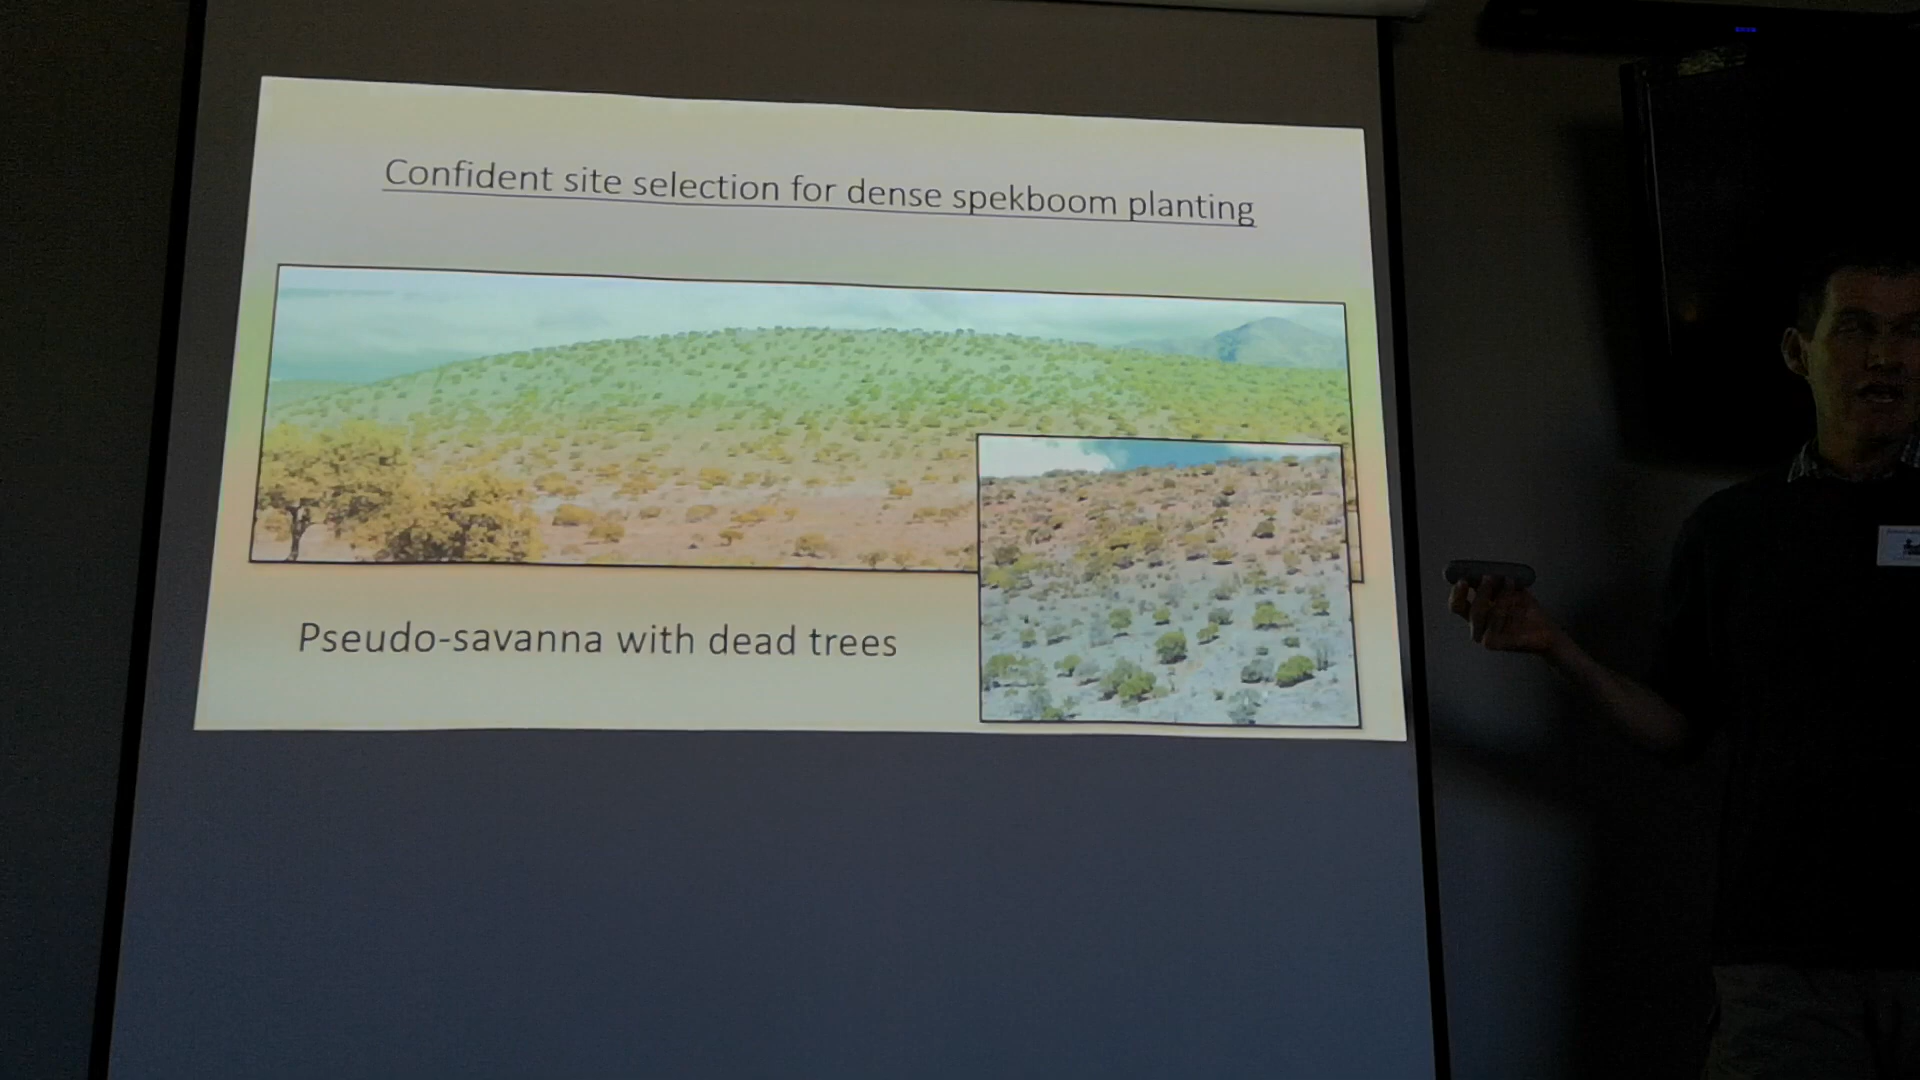 Confident site selection for dense spekboom planting
Pseudo-savanna with dead trees